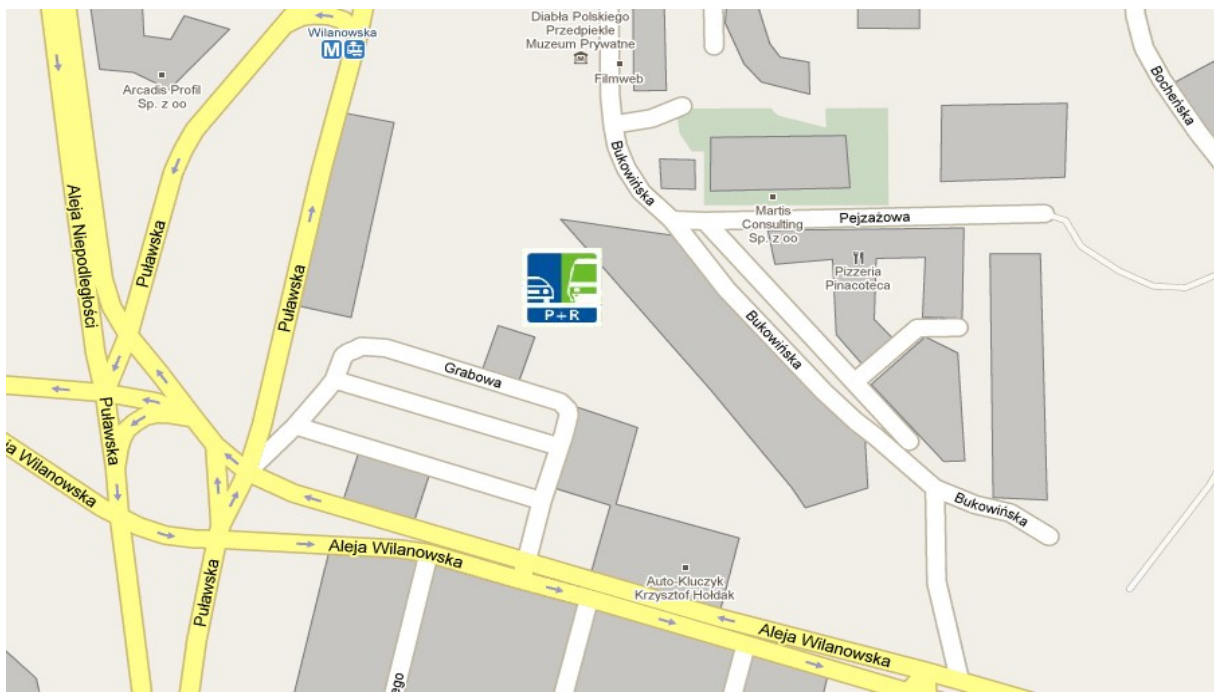 Diabła Polskiego
Przedpiekle
Muzeum Prywatne
Wilanowska
M
Filmweb
Arcadis Profil
Sp. z oo
Bocheńska
Bukowińska
Aleja Niepodległości
Puławska
Puławska
Martis
Consulting
Sp. z oo
Pejzażowa
Pizzeria
Pinacoteca
P+R
Bukowińska
Grabowa
Puławska
Wilanowska
Bukowińska
Aleja Wilanowska
Puławska
Auto-Kluczyk
Krzysztof Hołdak
Aleja Wilanowska
ego